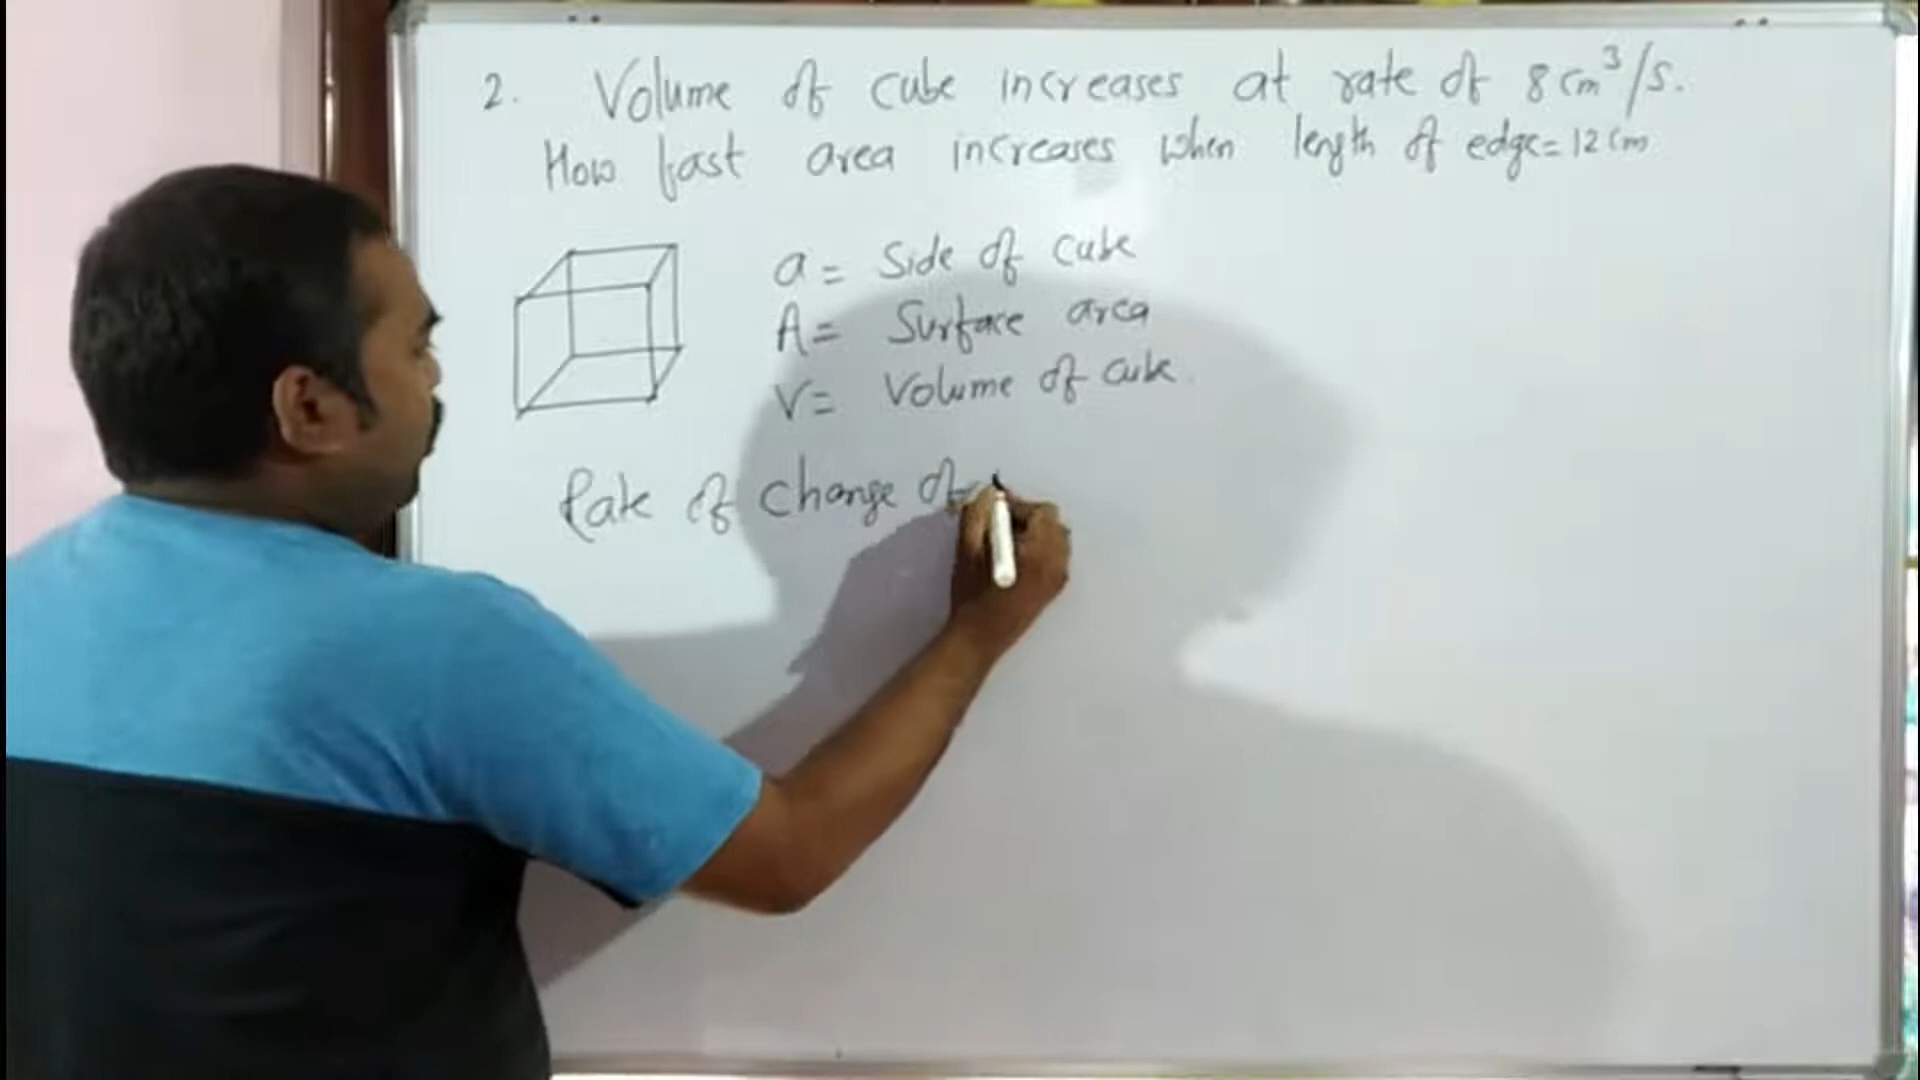 2. Volume of cube increases at rate of 8 cm³/s.
How fast area increases when length of edge=12 cm
a = Side of cube
A = Surface area
V = Volume of cube.
Rate of change of